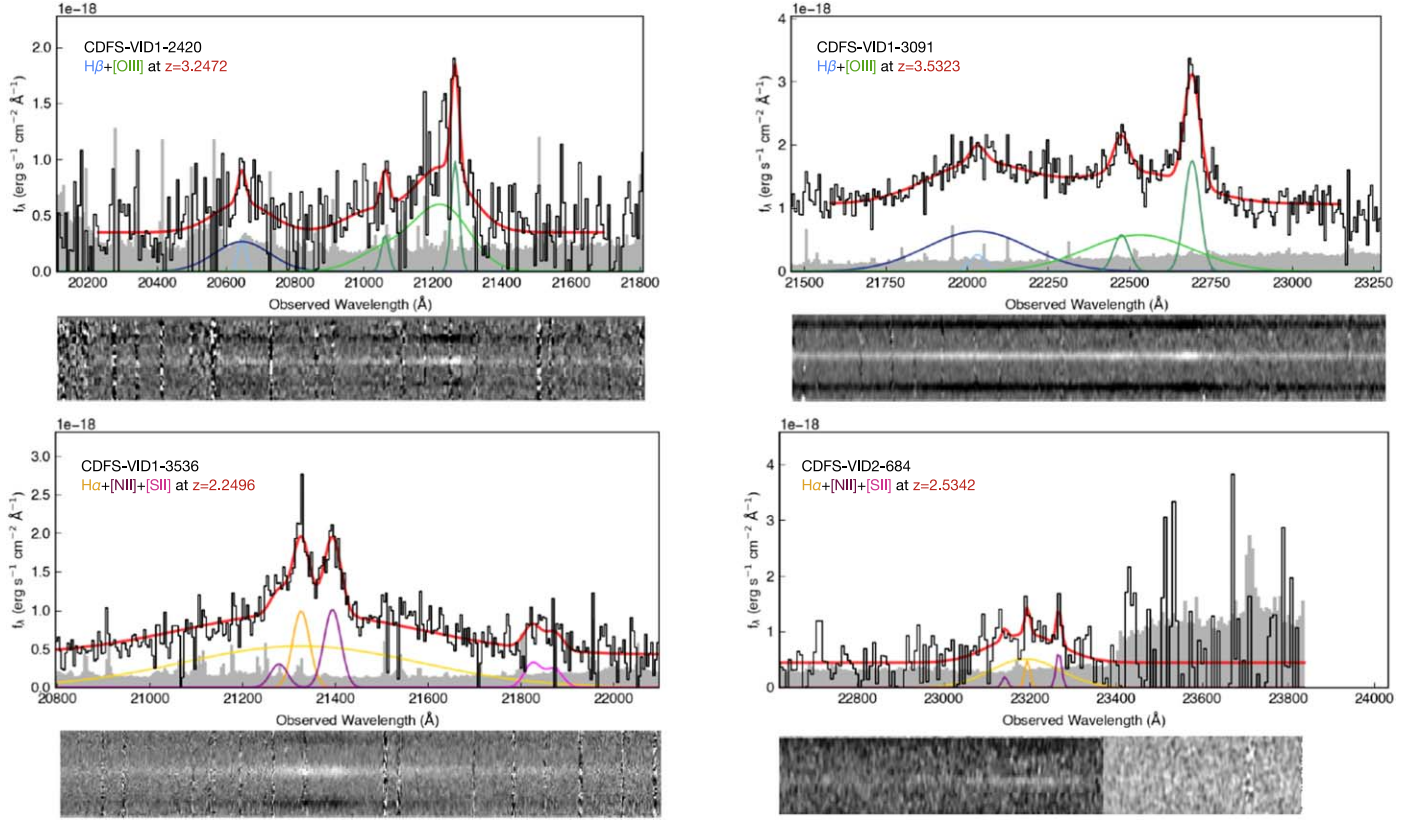 1e−18
CDFS-VID1-2420
Hβ+[OIII] at z=3.2472
2.0
1.5
1.0
0.5
0.0
fλ (erg s−1 cm−2 Å−1)
20200 20400 20600 20800 21000 21200 21400 21600 21800
Observed Wavelength (Å)
1e−18
CDFS-VID1-3091
Hβ+[OIII] at z=3.5323
4
3
2
1
0
fλ (erg s−1 cm−2 Å−1)
21500 21750 22000 22250 22500 22750 23000 23250
Observed Wavelength (Å)
1e−18
CDFS-VID1-3536
Hα+[NII]+[SII] at z=2.2496
3.0
2.5
2.0
1.5
1.0
0.5
0.0
fλ (erg s−1 cm−2 Å−1)
20800 21000 21200 21400 21600 21800 22000
Observed Wavelength (Å)
1e−18
CDFS-VID2-684
Hα+[NII]+[SII] at z=2.5342
4
3
2
1
0
fλ (erg s−1 cm−2 Å−1)
22800 23000 23200 23400 23600 23800 24000
Observed Wavelength (Å)